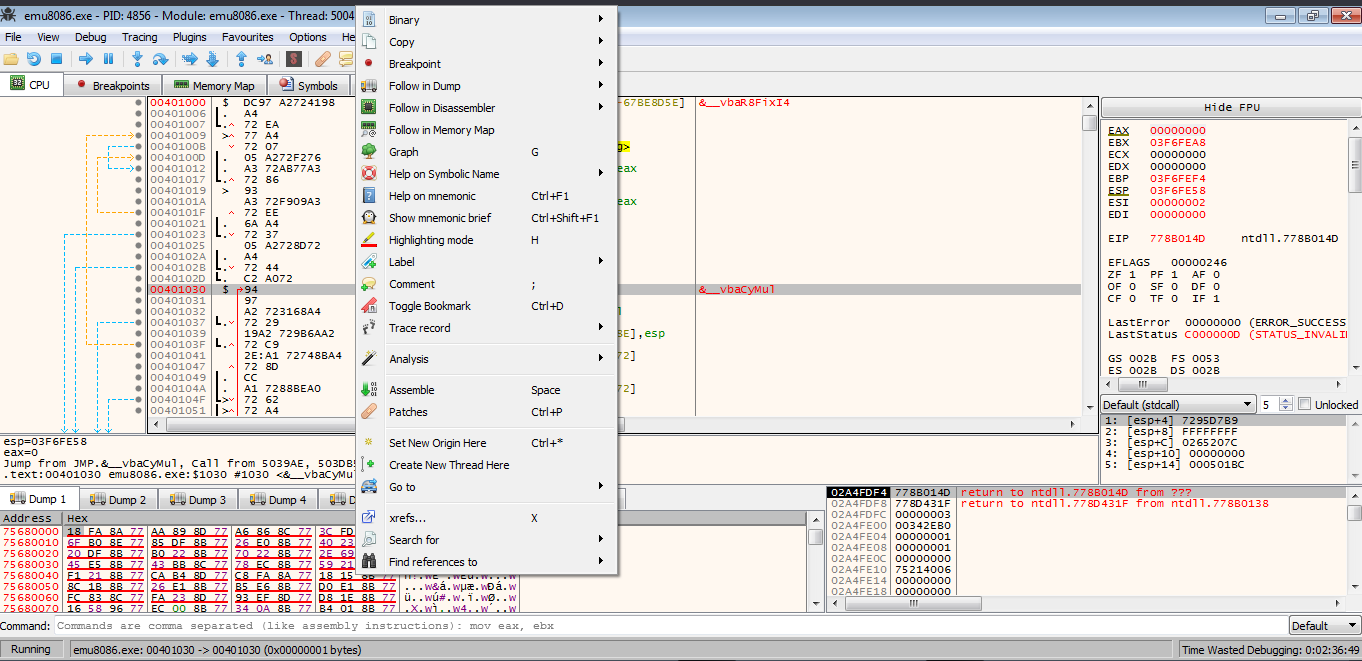 emu8086.exe - PID: 4856 - Module: emu8086.exe - Thread: 5004
File View Debug Tracing Plugins Favourites Options He
CPU Breakpoints Memory Map Symbols
00401000 $ DC97 A2724198
00401006 . A4
00401007 .^ 72 EA
00401009 >^ 77 A4
0040100B 72 07
0040100D . 05 A272F276
00401012 . A3 72AB77A3
00401017 .^ 72 86
00401019 > 93
0040101A A3 72F909A3
0040101F ^ 72 EE
00401021 . 6A A4
00401023 . 72 37
00401025 05 A2728D72
0040102A . A4
0040102B . 72 44
0040102D . C2 A072
00401030 $ 94
00401031 97
00401032 A2 723168A4
00401037 . 72 29
00401039 19A2 729B6AA2
0040103F .^ 72 C9
00401041 2E:A1 72748BA4
00401047 ^ 72 8D
00401049 . CC
0040104A . A1 7288BEA0
0040104F > 72 62
00401051 >^ 72 A4
Binary
Copy
Breakpoint
Follow in Dump
Follow in Disassembler
Follow in Memory Map
Graph G
Help on Symbolic Name
Help on mnemonic Ctrl+F1
Show mnemonic brief Ctrl+Shift+F1
Highlighting mode H
Label
Comment ;
Toggle Bookmark Ctrl+D
Trace record
Analysis
Assemble Space
Patches Ctrl+P
Set New Origin Here Ctrl+*
Create New Thread Here
Go to
xrefs... X
Search for
Find references to
-67BE8D5E] &__vbaR8FixI4
g>
eax
eax
&__vbaCyMul
8E],esp
72]
72]
Hide FPU
EAX 00000000
EBX 03F6FEA8
ECX 00000000
EDX 00000000
EBP 03F6FEF4
ESP 03F6FE58
ESI 00000002
EDI 00000000
EIP 778B014D ntdll.778B014D
EFLAGS 00000246
ZF 1 PF 1 AF 0
OF 0 SF 0 DF 0
CF 0 TF 0 IF 1
LastError 00000000 (ERROR_SUCCESS
LastStatus C000000D (STATUS_INVALI
GS 002B FS 0053
ES 002B DS 002B
Default (stdcall) 5 Unlocked
1: [esp+4] 7295D7B9
2: [esp+8] FFFFFFFF
3: [esp+C] 0265207C
4: [esp+10] 00000000
5: [esp+14] 000501BC
esp=03F6FE58
eax=0
Jump from JMP.&__vbaCyMul, Call from 5039AE, 503DB5
.text:00401030 emu8086.exe:$1030 #1030 <&__vbaCyMu
Dump 1 Dump 2 Dump 3 Dump 4 D
Address Hex
75680000 18 FA 8A 77 AA 89 8D 77 A6 86 8C 77 3C FD
75680010 6F B0 8E 77 85 DF 8B 77 26 E0 8B 77 40 23
75680020 20 DF 8B 77 B0 22 8B 77 70 22 8B 77 2E 69
75680030 45 E5 8B 77 43 BB 8C 77 78 EC 8B 77 59 21
75680040 F1 21 8B 77 CA B4 8D 77 C8 FA 8A 77 18 15 8B 77
75680050 8C 1B 8B 77 26 E1 8B 77 B5 E6 8B 77 D0 E1 8B 77 ...w&á.wµæ.wÐá.w
75680060 FC 83 8C 77 FA 23 8D 77 93 EF 8D 77 D8 1E 8B 77 ü..wú#.w.ï.wØ..w
75680070 16 58 96 77 EC 00 8B 77 34 0A 8B 77 B4 01 8B 77 .X.wì..w4..w´..w
02A4FDF4 778B014D return to ntdll.778B014D from ???
02A4FDF8 778D431F return to ntdll.778D431F from ntdll.778B0138
02A4FDFC 00000003
02A4FE00 00342EB0
02A4FE04 00000001
02A4FE08 00000001
02A4FE0C 00000000
02A4FE10 75214006
02A4FE14 00000000
02A4FE18 00000000
Command: Commands are comma separated (like assembly instructions): mov eax, ebx Default
Running emu8086.exe: 00401030 -> 00401030 (0x00000001 bytes) Time Wasted Debugging: 0:02:36:49